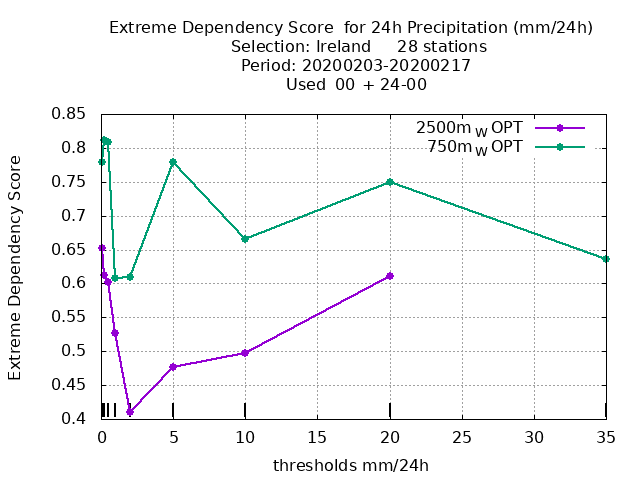 Extreme Dependency Score  for 24h Precipitation (mm/24h)
Selection: Ireland     28 stations
Period: 20200203-20200217
Used  00 + 24-00
2500m W OPT
750m W OPT
Extreme Dependency Score
0.85
0.8
0.75
0.7
0.65
0.6
0.55
0.5
0.45
0.4
0 5 10 15 20 25 30 35
thresholds mm/24h